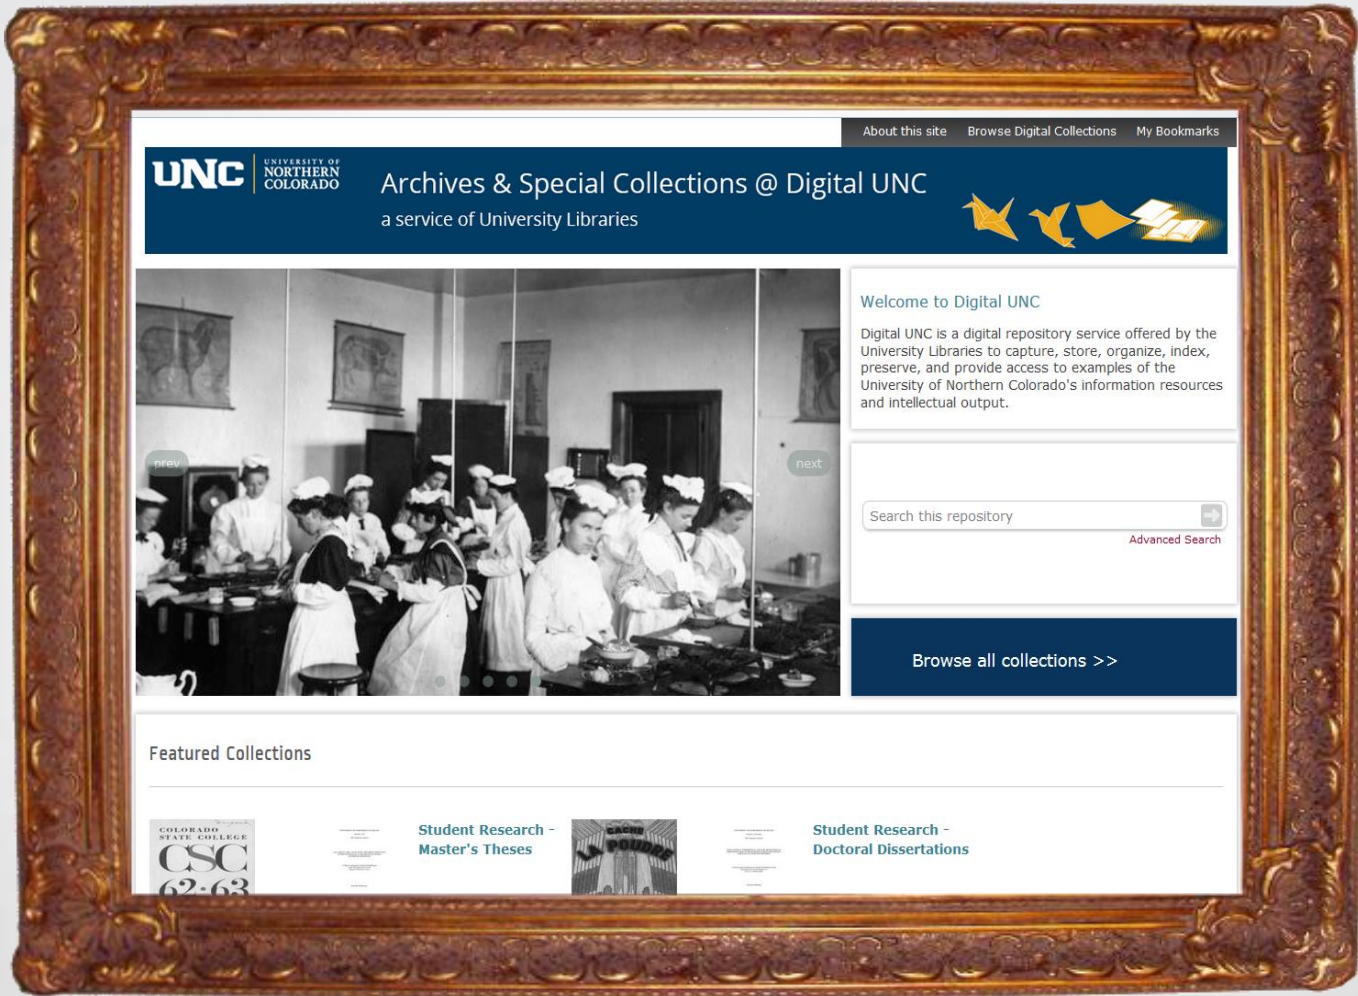 About this site Browse Digital Collections My Bookmarks
UNC UNIVERSITY OF
NORTHERN
COLORADO
Archives & Special Collections @ Digital UNC
a service of University Libraries
prev
next
Welcome to Digital UNC
Digital UNC is a digital repository service offered by the
University Libraries to capture, store, organize, index,
preserve, and provide access to examples of the
University of Northern Colorado's information resources
and intellectual output.
Search this repository
Advanced Search
Browse all collections >>
Featured Collections
COLORADO
STATE COLLEGE
CSC
62·63
Student Research -
Master's Theses
CACHE
LA POUDRE
Student Research -
Doctoral Dissertations